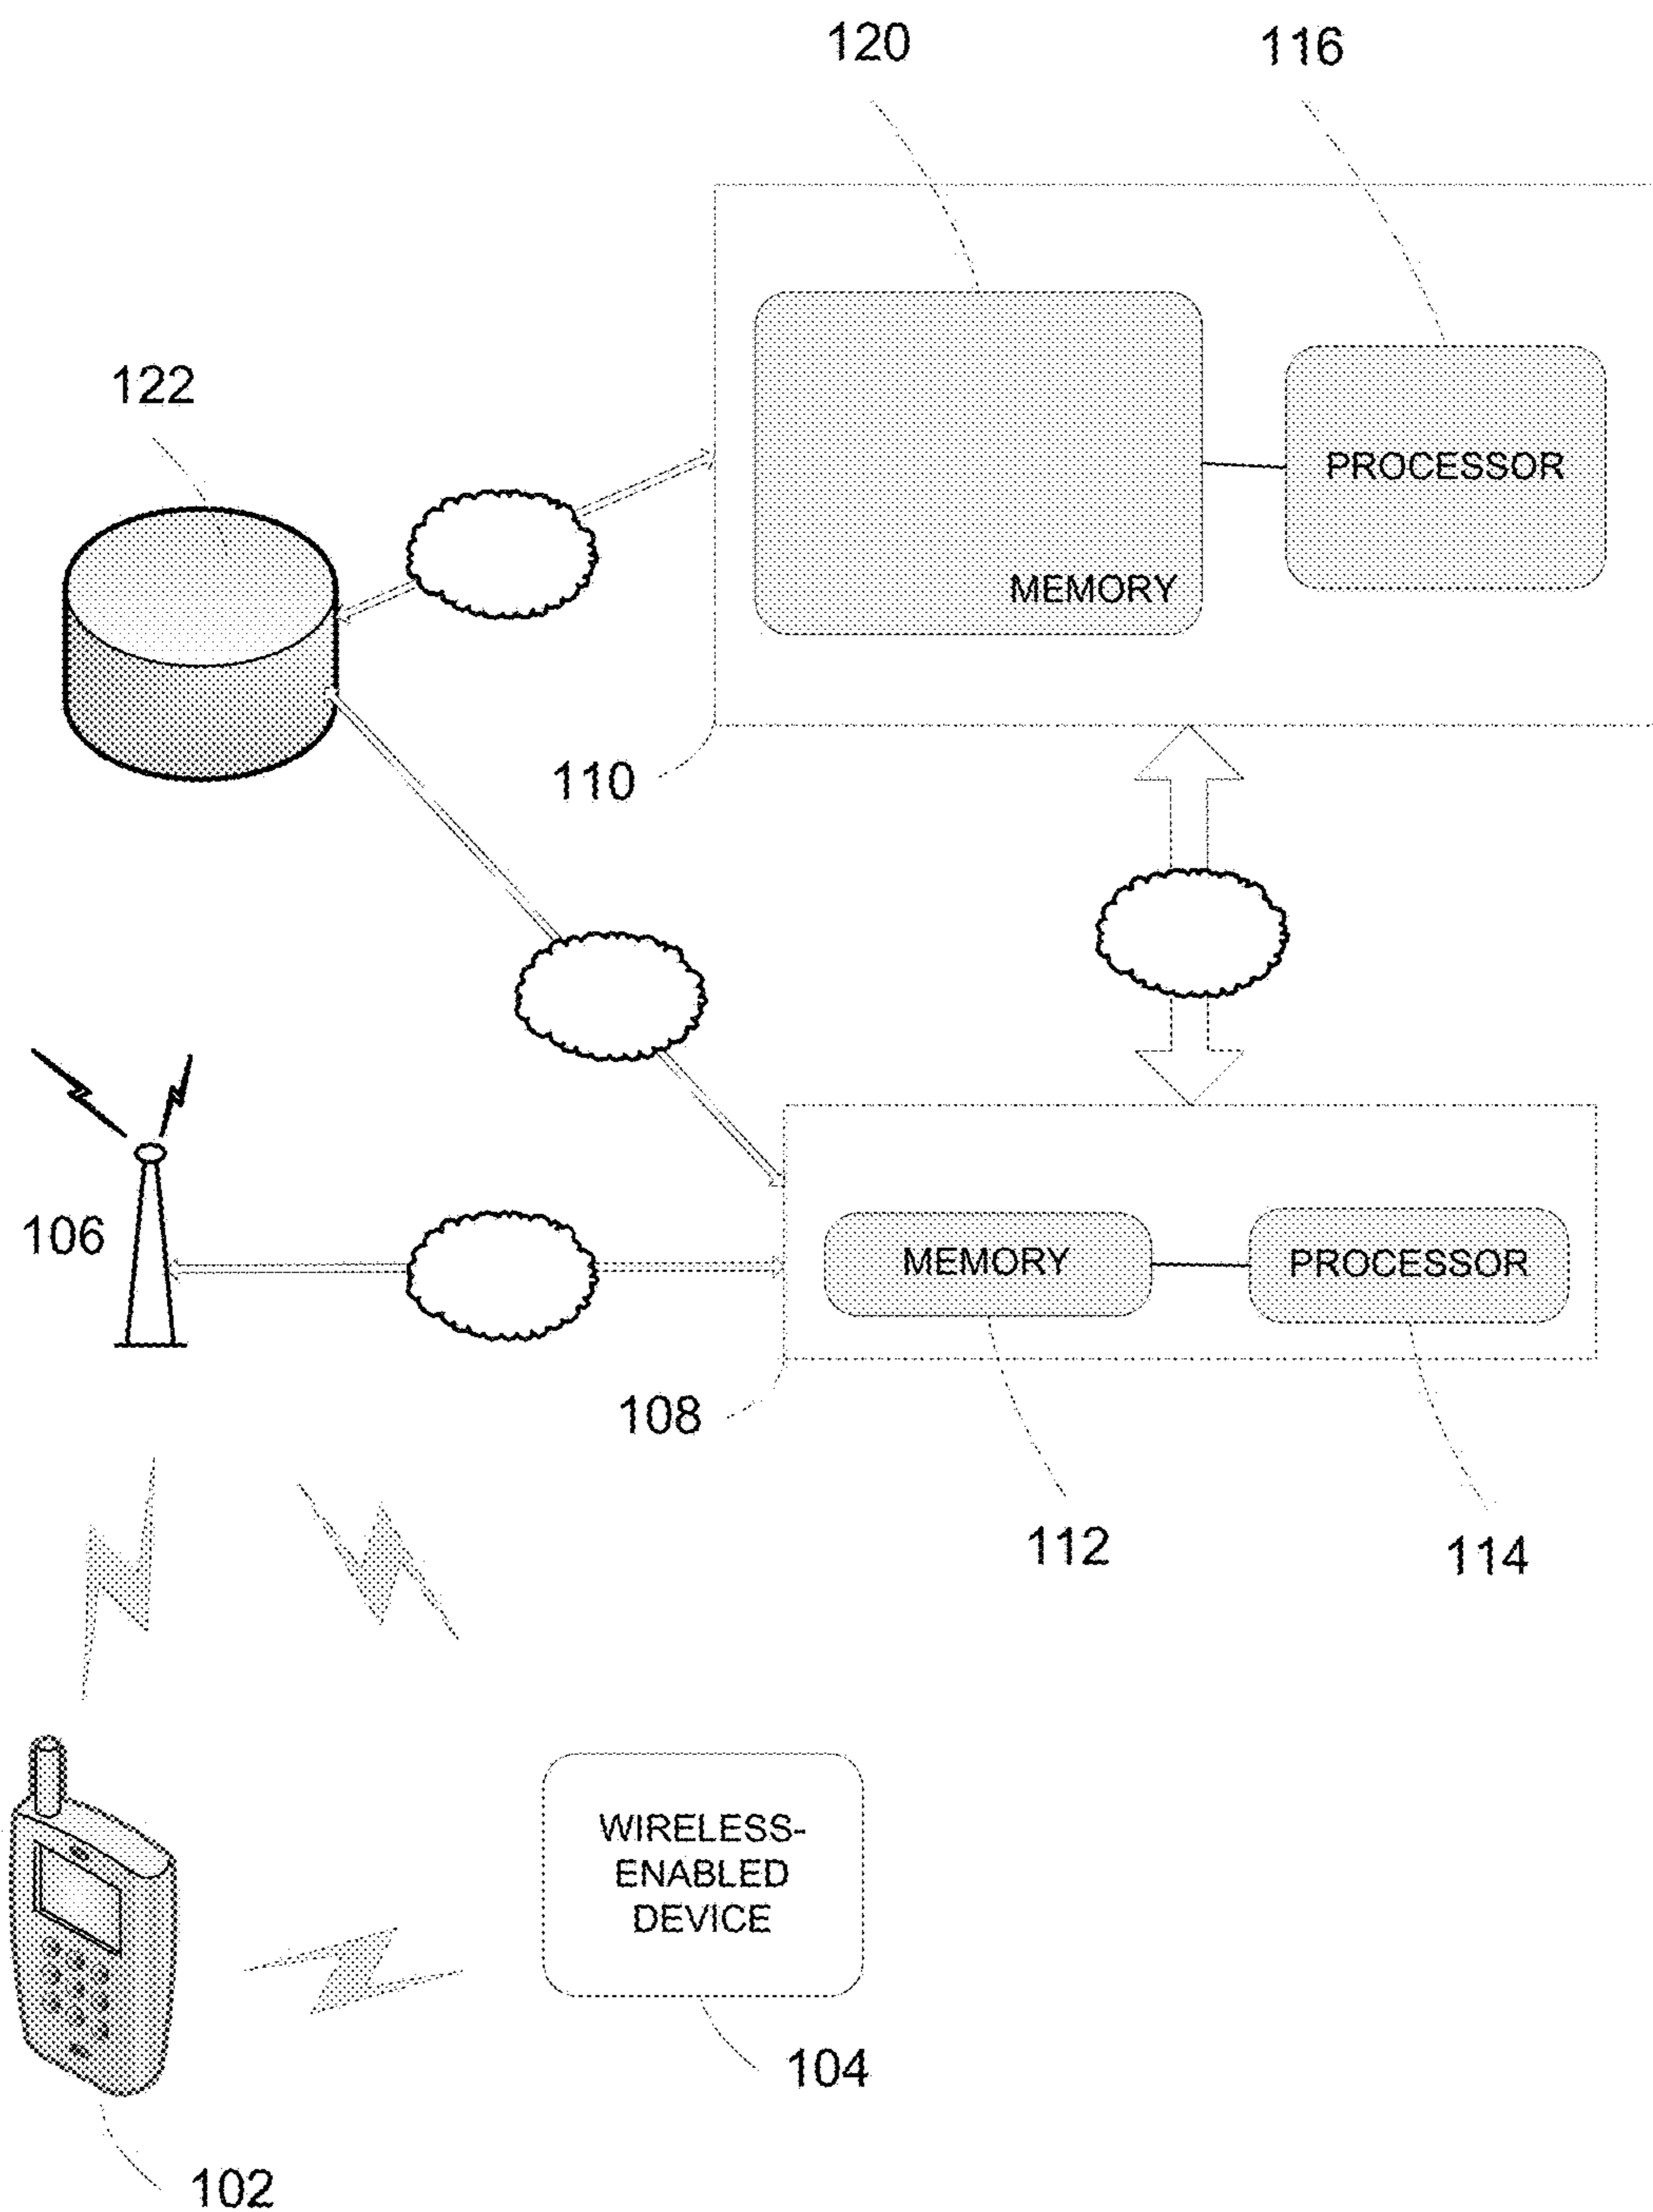 120
116
122
PROCESSOR
MEMORY
110
106
MEMORY
PROCESSOR
108
112
114
WIRELESS-
ENABLED
DEVICE
104
102